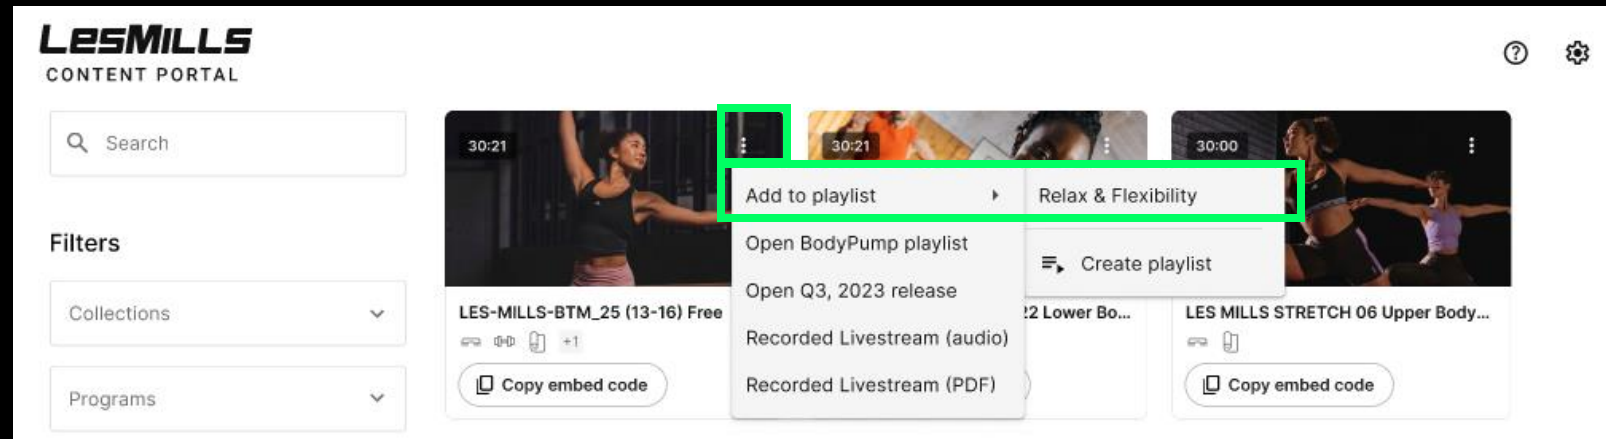 LESMILLS
CONTENT PORTAL
Search
Filters
Collections
Programs
30:21
30:21
30:00
Add to playlist
Relax & Flexibility
Open BodyPump playlist
Create playlist
Open Q3, 2023 release
Recorded Livestream (audio)
Recorded Livestream (PDF)
LES-MILLS-BTM_25 (13-16) Free
22 Lower Bo...
LES MILLS STRETCH 06 Upper Body...
+1
Copy embed code
Copy embed code